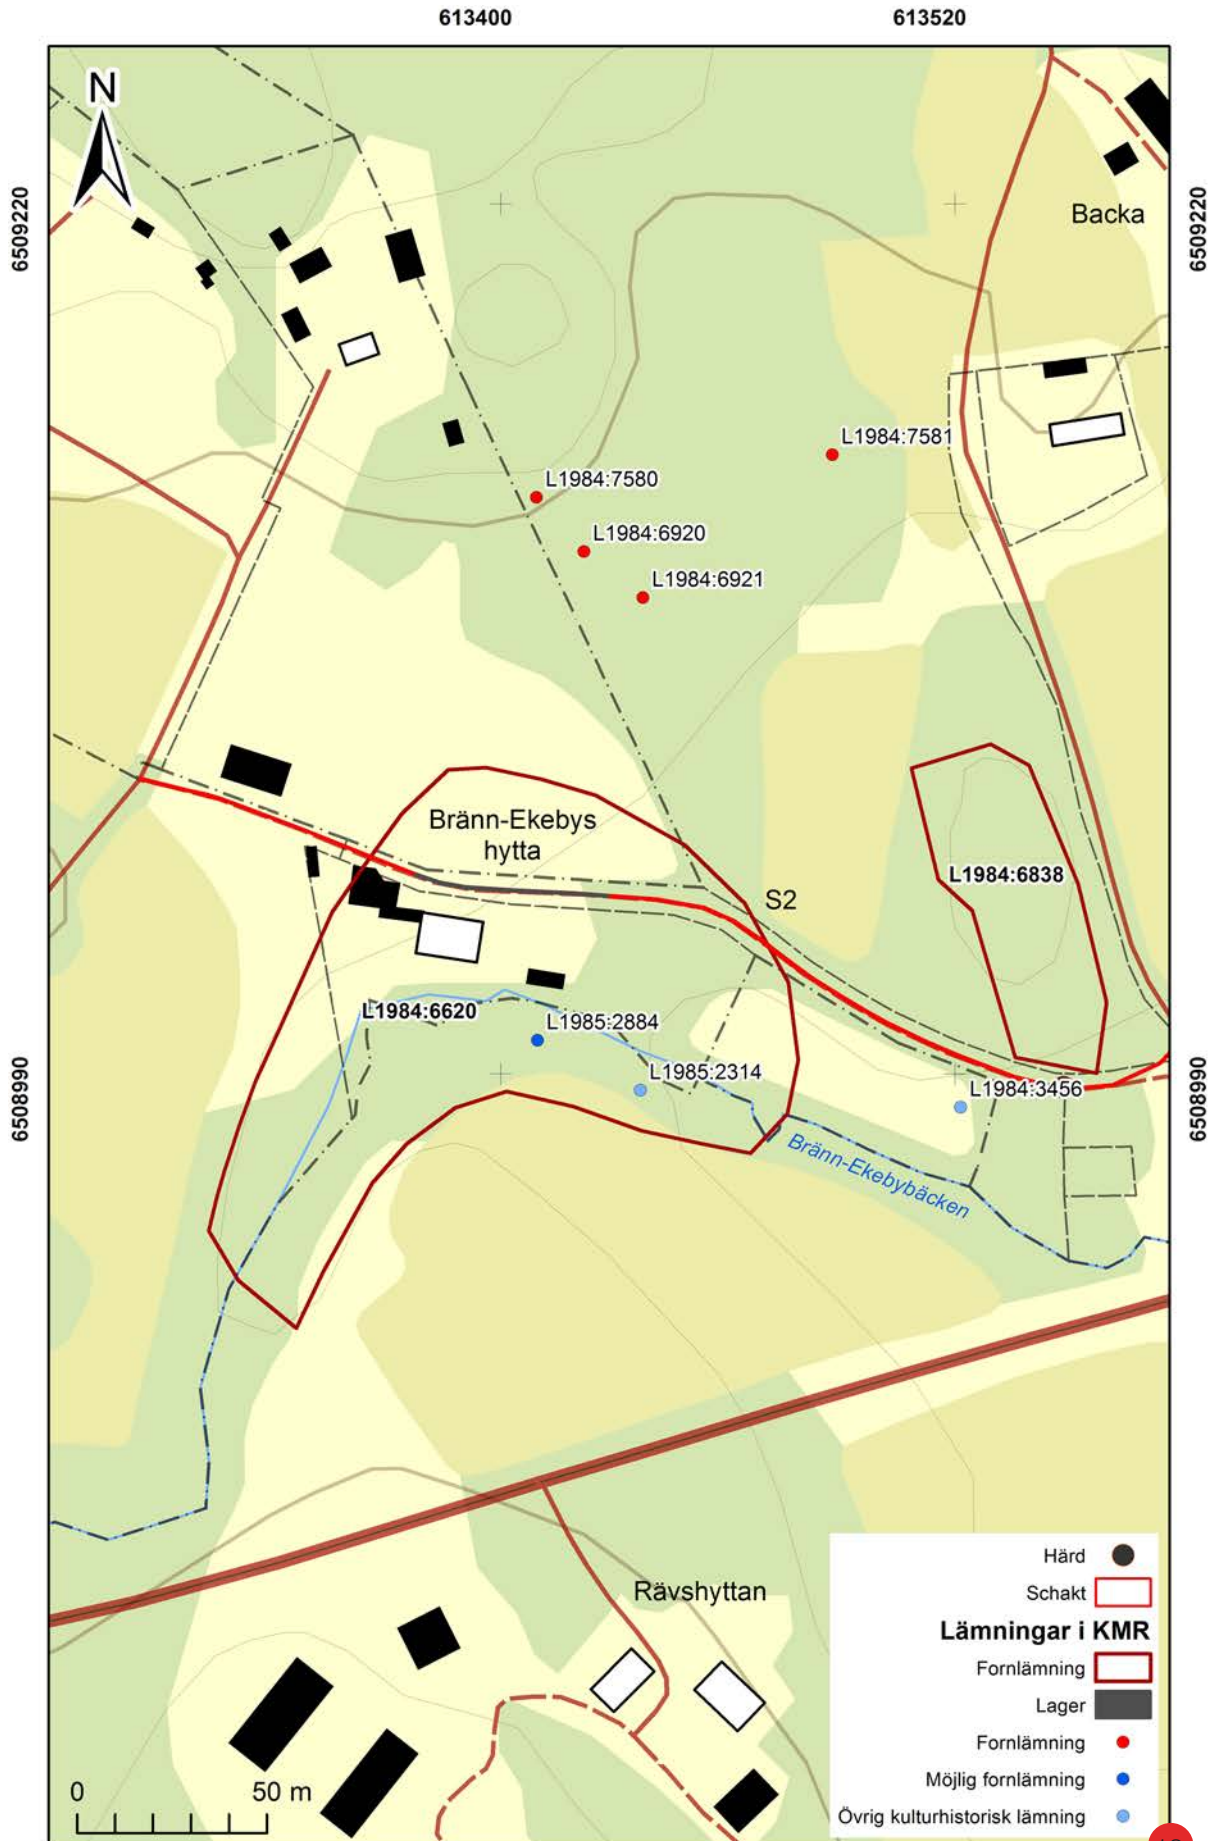 613400
613520
N
6509220
6509220
Backa
L1984:7581
L1984:7580
L1984:6920
L1984:6921
Bränn-Ekebys
hytta
L1984:6838
S2
L1984:6620
L1985:2884
L1985:2314
L1984:3456
6508990
6508990
Bränn-Ekebybäcken
Rävshyttan
Härd
Schakt
Lämningar i KMR
Fornlämning
Lager
Fornlämning
Möjlig fornlämning
Övrig kulturhistorisk lämning
0 50 m